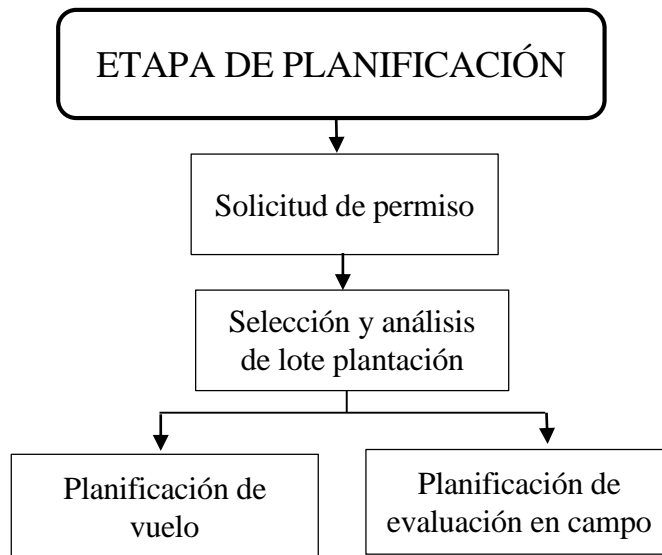 ETAPA DE PLANIFICACIÓN
Solicitud de permiso
Selección y análisis
de lote plantación
Planificación de
vuelo
Planificación de
evaluación en campo